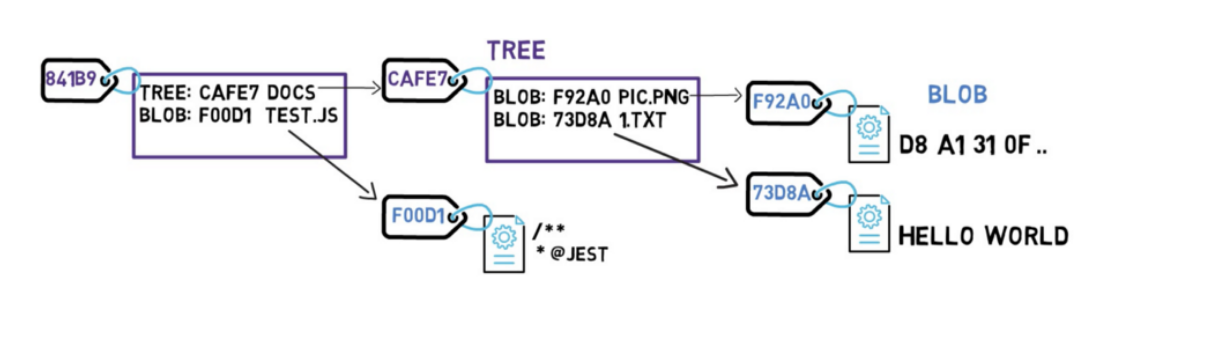 TREE
841B9
TREE: CAFE7 DOCS
BLOB: F00D1 TEST.JS
CAFE7
BLOB: F92A0 PIC.PNG
BLOB: 73D8A 1.TXT
F92A0
BLOB
D8 A1 31 0F ..
73D8A
HELLO WORLD
F00D1
/**
* @JEST